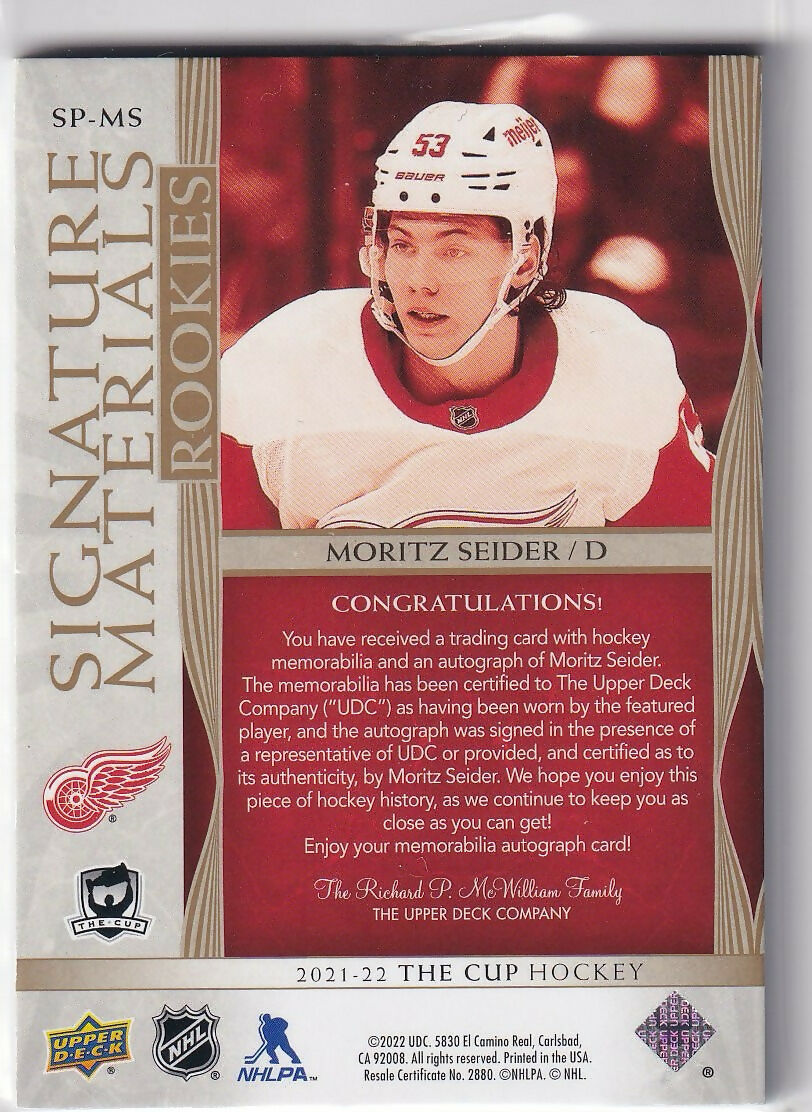 SP-MS
SIGNATURE
MATERIALS
ROOKIES
53
BAUER
meijer
NHL
MORITZ SEIDER / D
CONGRATULATIONS!
You have received a trading card with hockey
memorabilia and an autograph of Moritz Seider.
The memorabilia has been certified to The Upper Deck
Company ("UDC") as having been worn by the featured
player, and the autograph was signed in the presence of
a representative of UDC or provided, and certified as to
its authenticity, by Moritz Seider. We hope you enjoy this
piece of hockey history, as we continue to keep you as
close as you can get!
Enjoy your memorabilia autograph card!
The Richard P. McWilliam Family
THE UPPER DECK COMPANY
®
THE CUP
2021-22 THE CUP HOCKEY
UPPER
D·E·C·K
®
NHL
®
NHLPA™
©2022 UDC. 5830 El Camino Real, Carlsbad,
CA 92008. All rights reserved. Printed in the USA.
Resale Certificate No. 2880. ©NHLPA. © NHL.
®